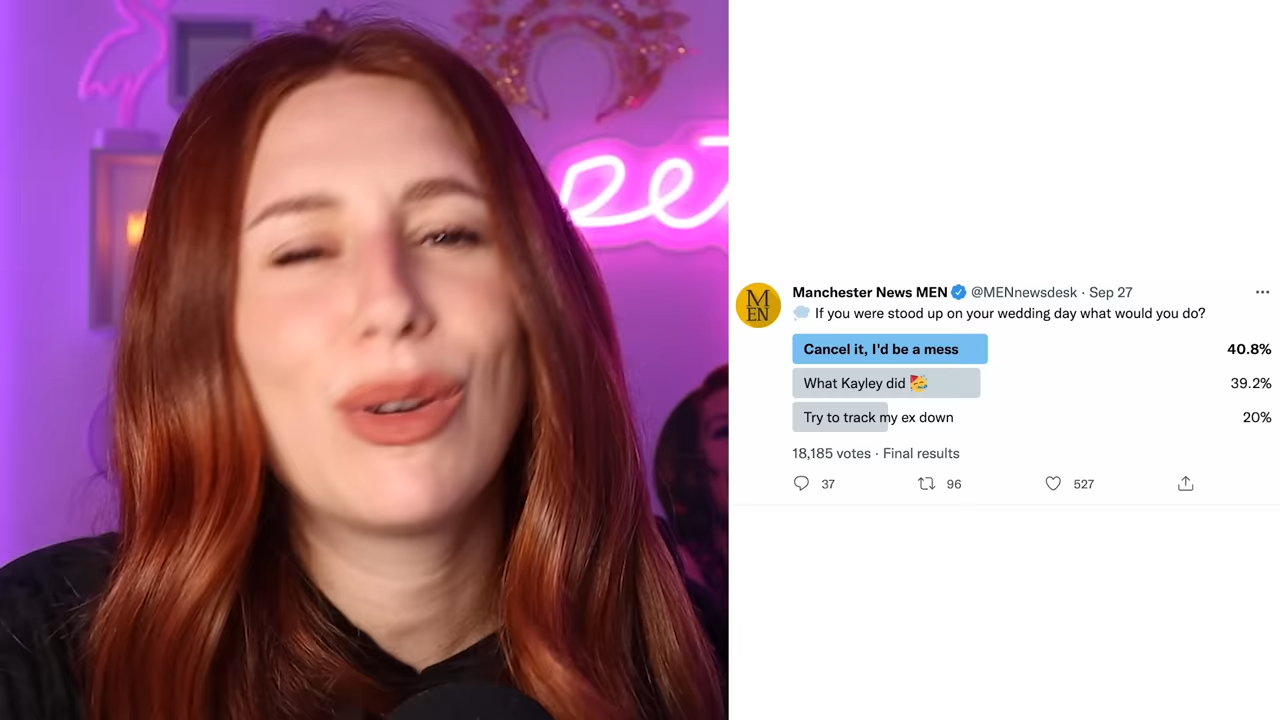 ret
M
EN
Manchester News MEN @MENnewsdesk · Sep 27 ···
💭 If you were stood up on your wedding day what would you do?
Cancel it, I'd be a mess 40.8%
What Kayley did 🥳 39.2%
Try to track my ex down 20%
18,185 votes · Final results
37 96 527